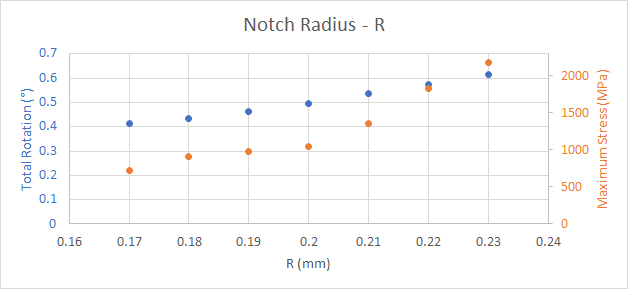 Notch Radius - R
0.7
0.6
0.5
0.4
0.3
0.2
0.1
0
Total Rotation (°)
2000
1500
1000
500
0
Maximum Stress (MPa)
0.16 0.17 0.18 0.19 0.2 0.21 0.22 0.23 0.24
R (mm)